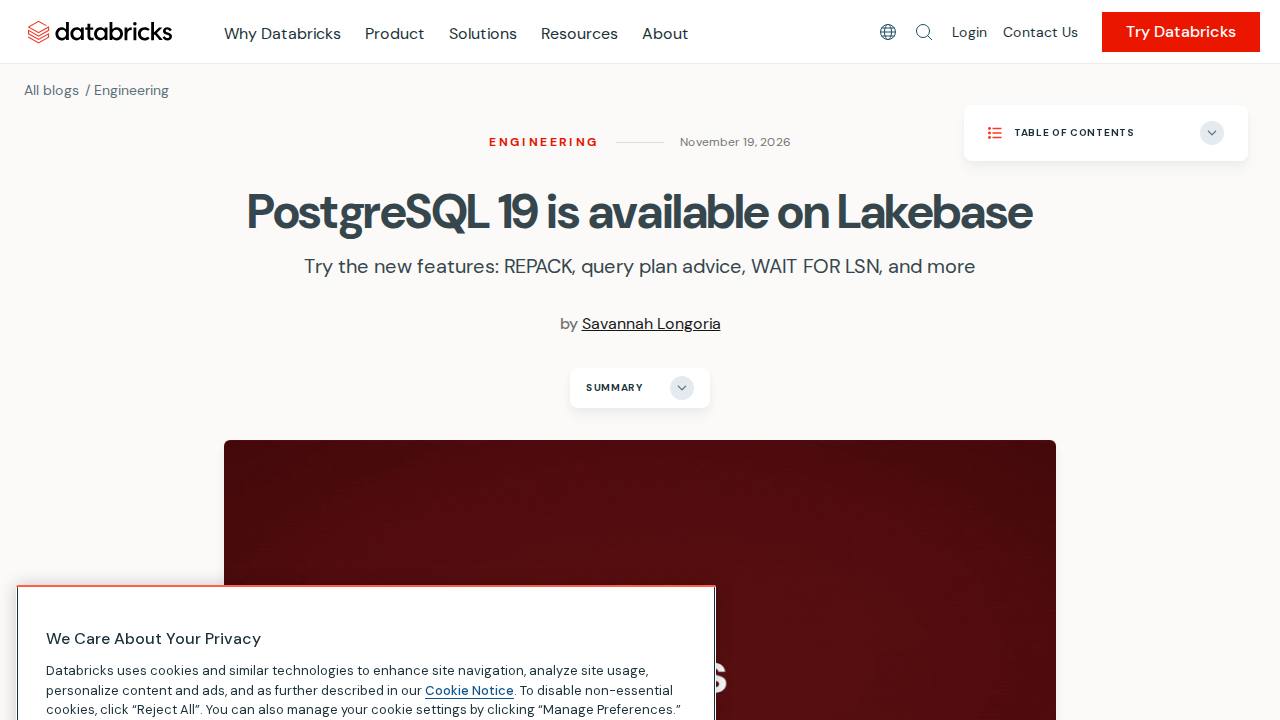 databricks
Why Databricks Product Solutions Resources About Login Contact Us Try Databricks
All blogs / Engineering
TABLE OF CONTENTS
ENGINEERING November 19, 2026
PostgreSQL 19 is available on Lakebase
Try the new features: REPACK, query plan advice, WAIT FOR LSN, and more
by Savannah Longoria
SUMMARY
We Care About Your Privacy
Databricks uses cookies and similar technologies to enhance site navigation, analyze site usage,
personalize content and ads, and as further described in our Cookie Notice. To disable non-essential
cookies, click “Reject All”. You can also manage your cookie settings by clicking “Manage Preferences.”